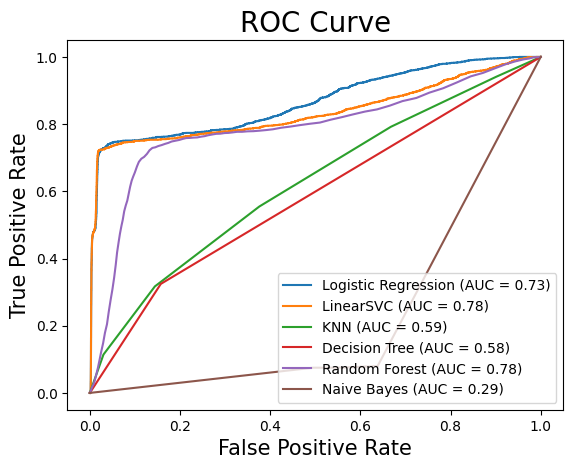 ROC Curve
True Positive Rate
1.0
0.8
0.6
0.4
0.2
0.0
Logistic Regression (AUC = 0.73)
LinearSVC (AUC = 0.78)
KNN (AUC = 0.59)
Decision Tree (AUC = 0.58)
Random Forest (AUC = 0.78)
Naive Bayes (AUC = 0.29)
0.0 0.2 0.4 0.6 0.8 1.0
False Positive Rate